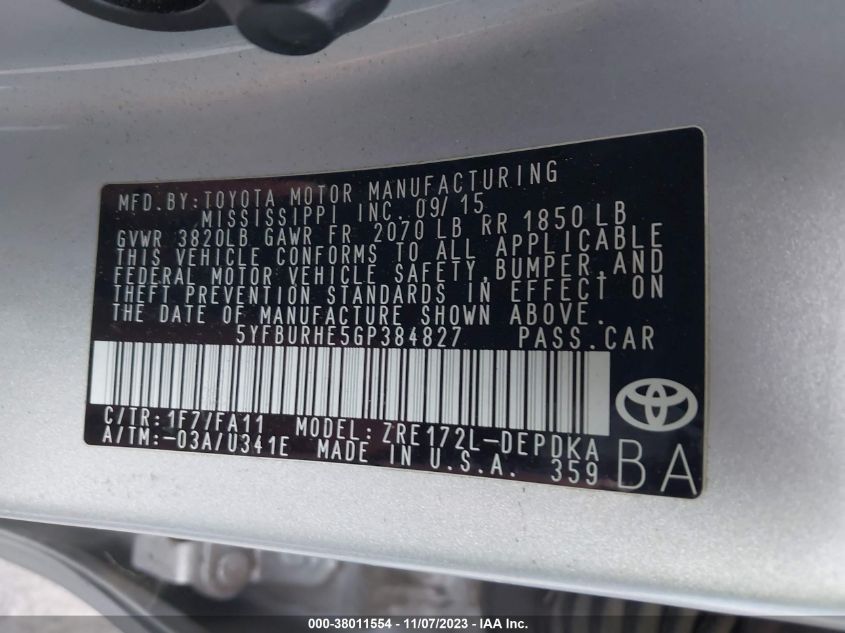 MFD.BY:TOYOTA MOTOR MANUFACTURING
MISSISSIPPI INC. 09/15
GVWR 3820LB GAWR FR 2070 LB RR 1850 LB
THIS VEHICLE CONFORMS TO ALL APPLICABLE
FEDERAL MOTOR VEHICLE SAFETY,BUMPER,AND
THEFT PREVENTION STANDARDS IN EFFECT ON
THE DATE OF MANUFACTURE SHOWN ABOVE.
5YFBURHE5GP384827 PASS.CAR
C/TR:1F7/FA11 MODEL:ZRE172L-DEPDKA
A/TM:-03A/U341E MADE IN U.S.A. 359
BA
000-38011554 - 11/07/2023 - IAA Inc.